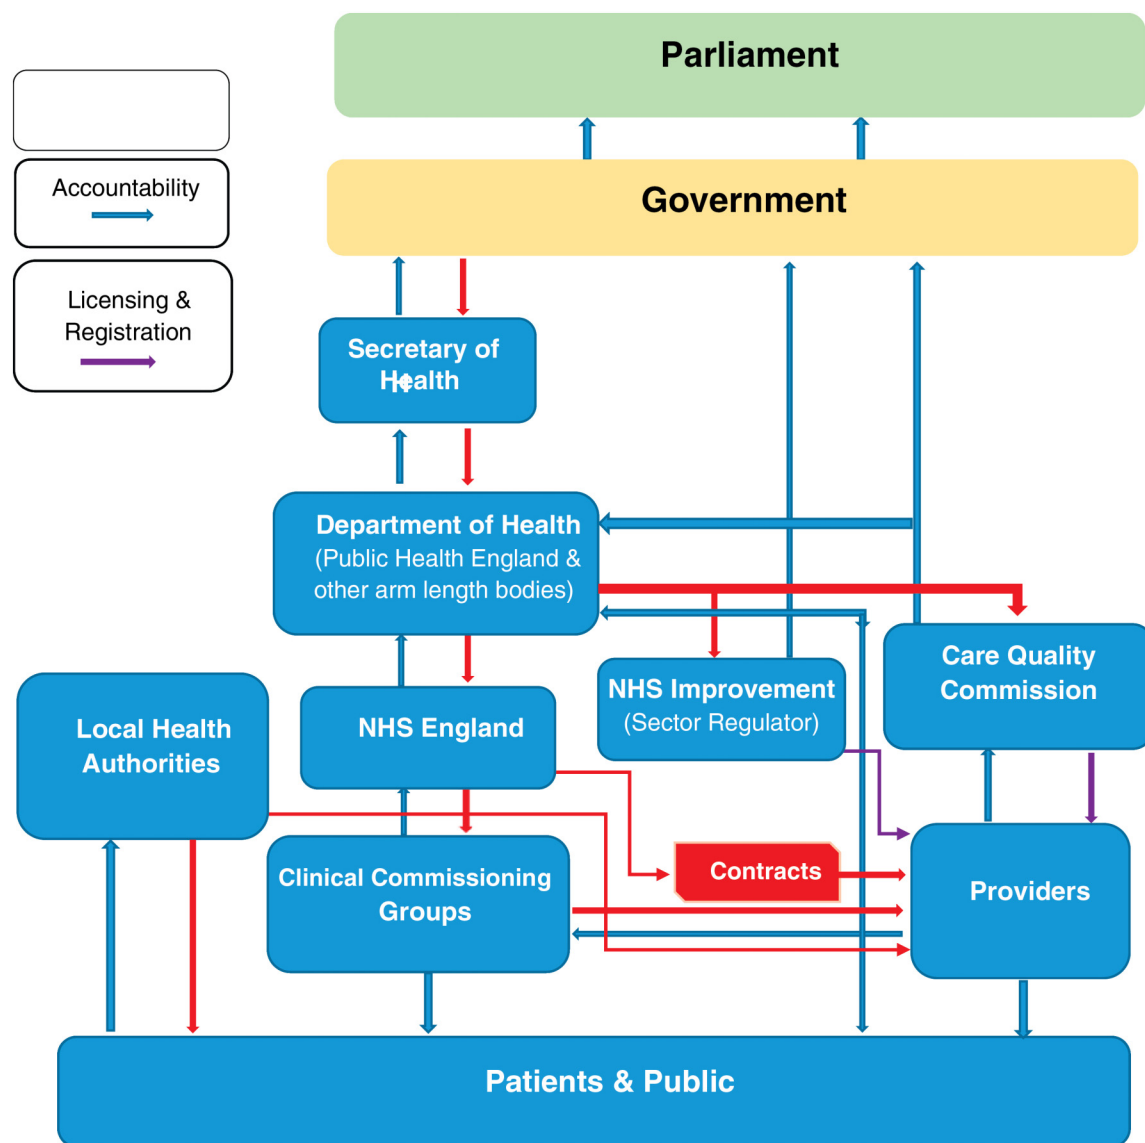 Parliament
Accountability
Government
Licensing &
Registration
Secretary of
Health
Department of Health
(Public Health England &
other arm length bodies)
Care Quality
Commission
NHS Improvement
(Sector Regulator)
Local Health
Authorities
NHS England
Clinical Commissioning
Groups
Contracts
Providers
Patients & Public